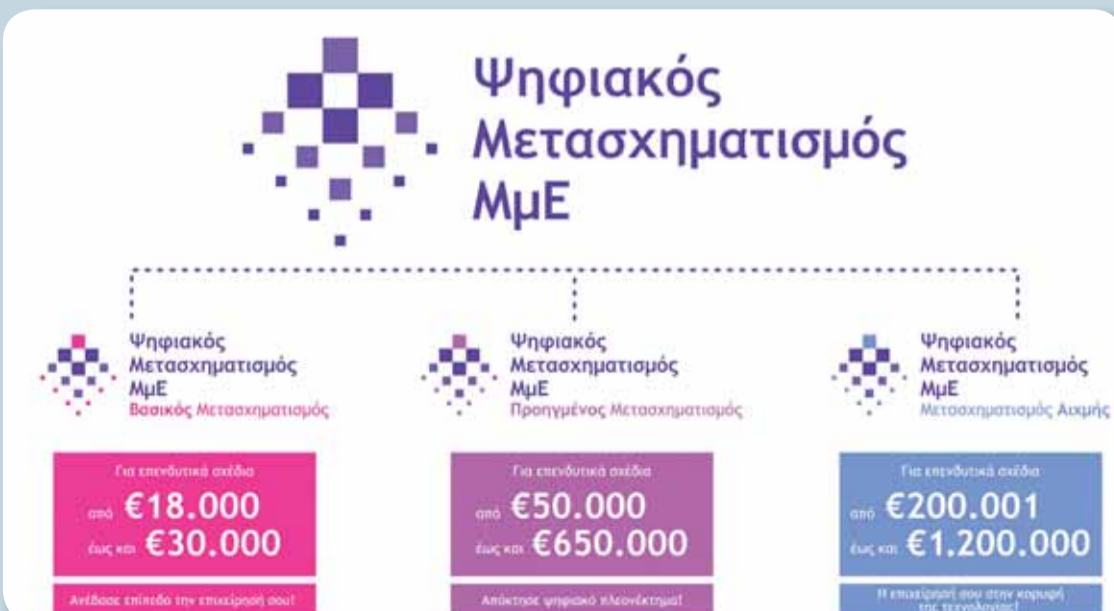 Ψηφιακός
Μετασχηματισμός
ΜμΕ
Ψηφιακός
Μετασχηματισμός
ΜμΕ
Βασικός Μετασχηματισμός
Για επενδυτικά σχέδια
από €18.000
έως και €30.000
Ανέβασε επίπεδο την επιχείρησή σου!
Ψηφιακός
Μετασχηματισμός
ΜμΕ
Προηγμένος Μετασχηματισμός
Για επενδυτικά σχέδια
από €50.000
έως και €650.000
Απόκτησε ψηφιακό πλεονέκτημα!
Ψηφιακός
Μετασχηματισμός
ΜμΕ
Μετασχηματισμός Αιχμής
Για επενδυτικά σχέδια
από €200.001
έως και €1.200.000
Η επιχείρησή σου στην κορυφή
της τεχνολογίας!